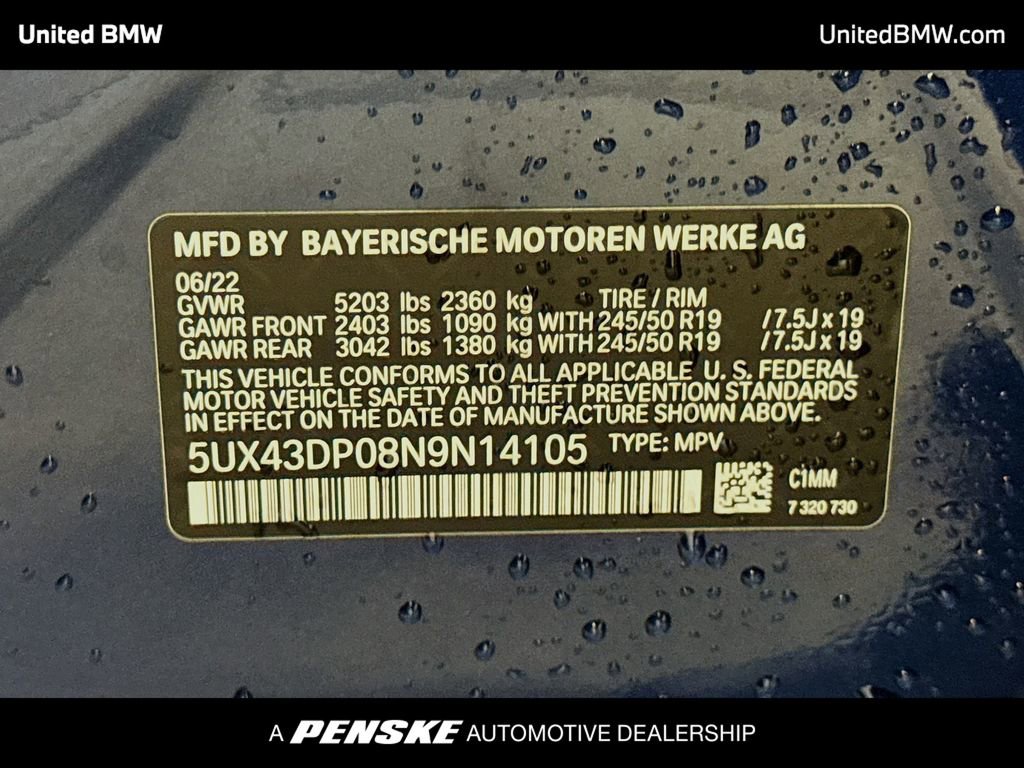 United BMW
UnitedBMW.com
MFD BY BAYERISCHE MOTOREN WERKE AG
06/22
GVWR 5203 lbs 2360 kg TIRE / RIM
GAWR FRONT 2403 lbs 1090 kg WITH 245/50 R19 /7.5J x 19
GAWR REAR 3042 lbs 1380 kg WITH 245/50 R19 /7.5J x 19
THIS VEHICLE CONFORMS TO ALL APPLICABLE U. S. FEDERAL
MOTOR VEHICLE SAFETY AND THEFT PREVENTION STANDARDS
IN EFFECT ON THE DATE OF MANUFACTURE SHOWN ABOVE.
5UX43DP08N9N14105 TYPE: MPV
C1MM
7 320 730
A PENSKE AUTOMOTIVE DEALERSHIP